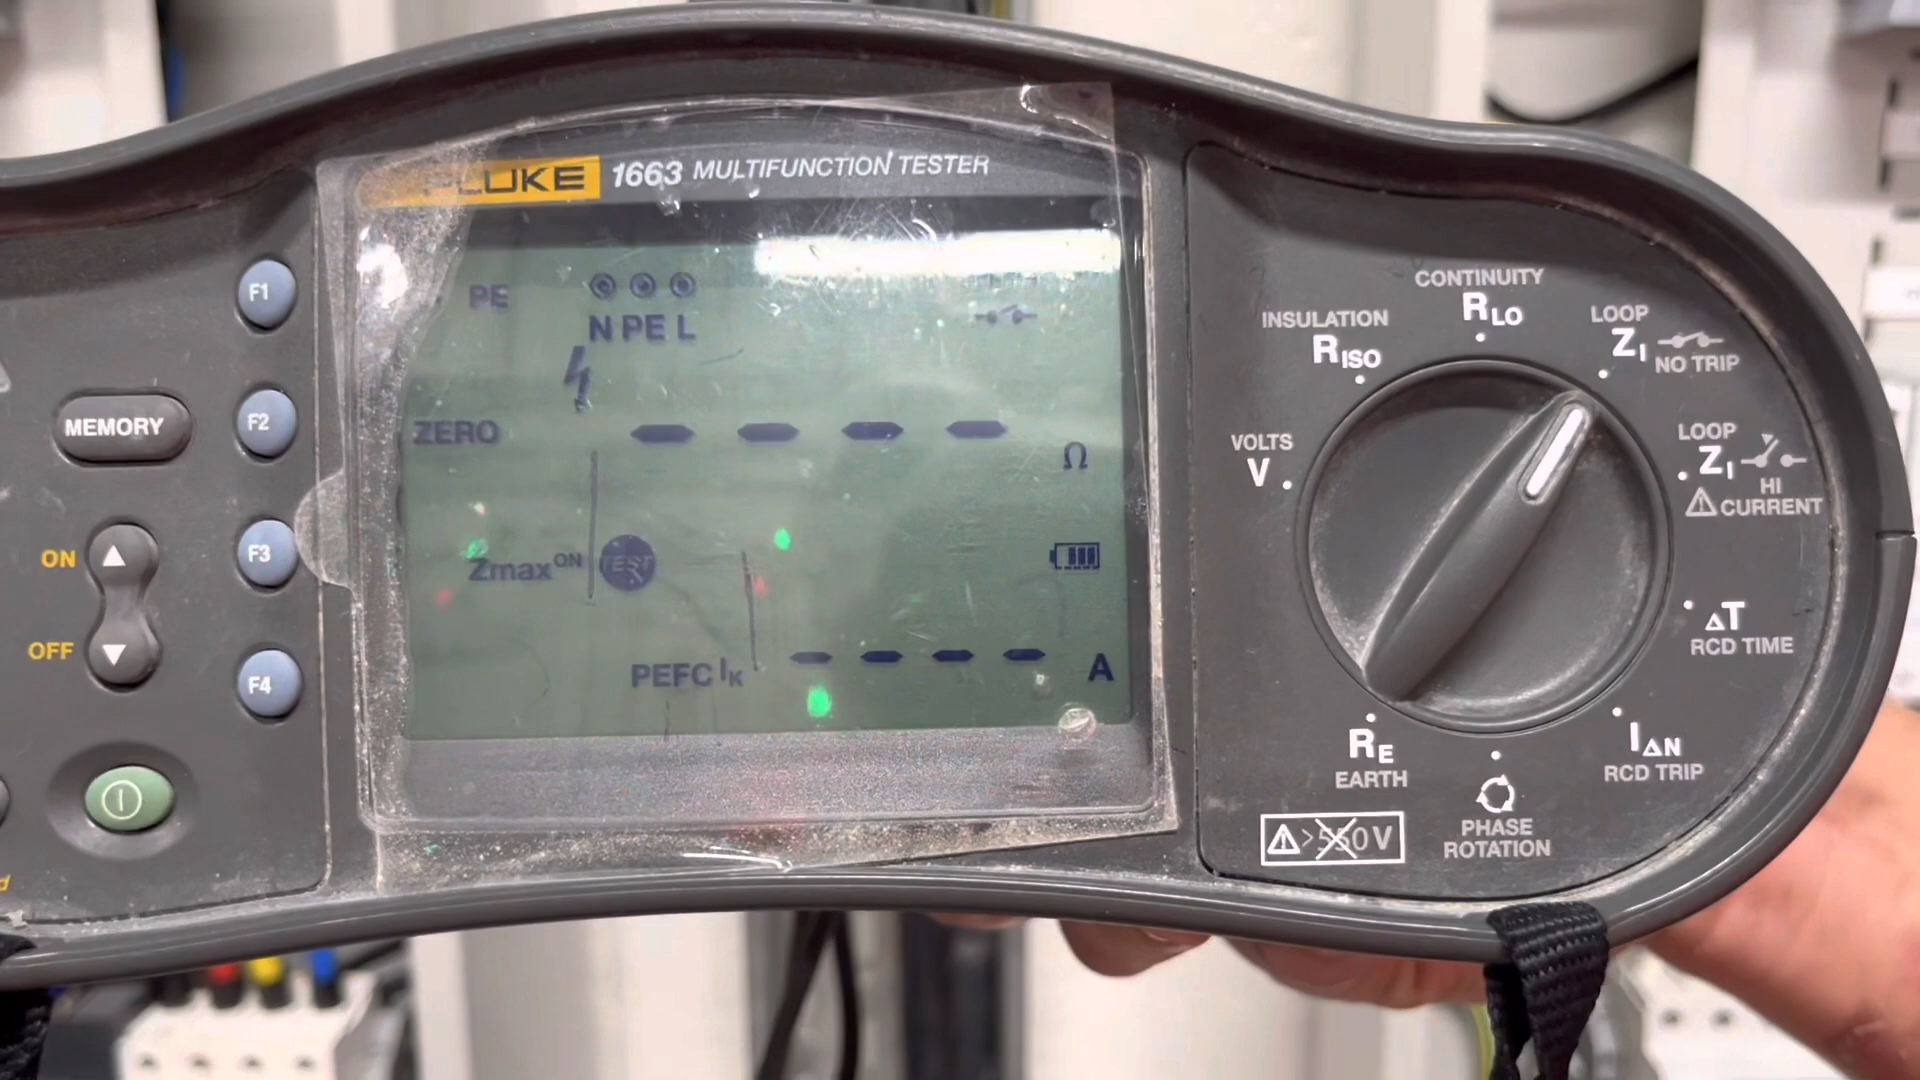 FLUKE 1663 MULTIFUNCTION TESTER
F1
PE
N PE L
MEMORY
F2
ZERO
- - - -
Ω
ON
F3
Zmax ON
TEST
OFF
F4
PEFC IK
- - - -
A
CONTINUITY
RLO
INSULATION
RISO
LOOP
ZI
NO TRIP
VOLTS
V
LOOP
ZI
HI
CURRENT
ΔT
RCD TIME
RE
EARTH
IΔN
RCD TRIP
PHASE
ROTATION
>550V